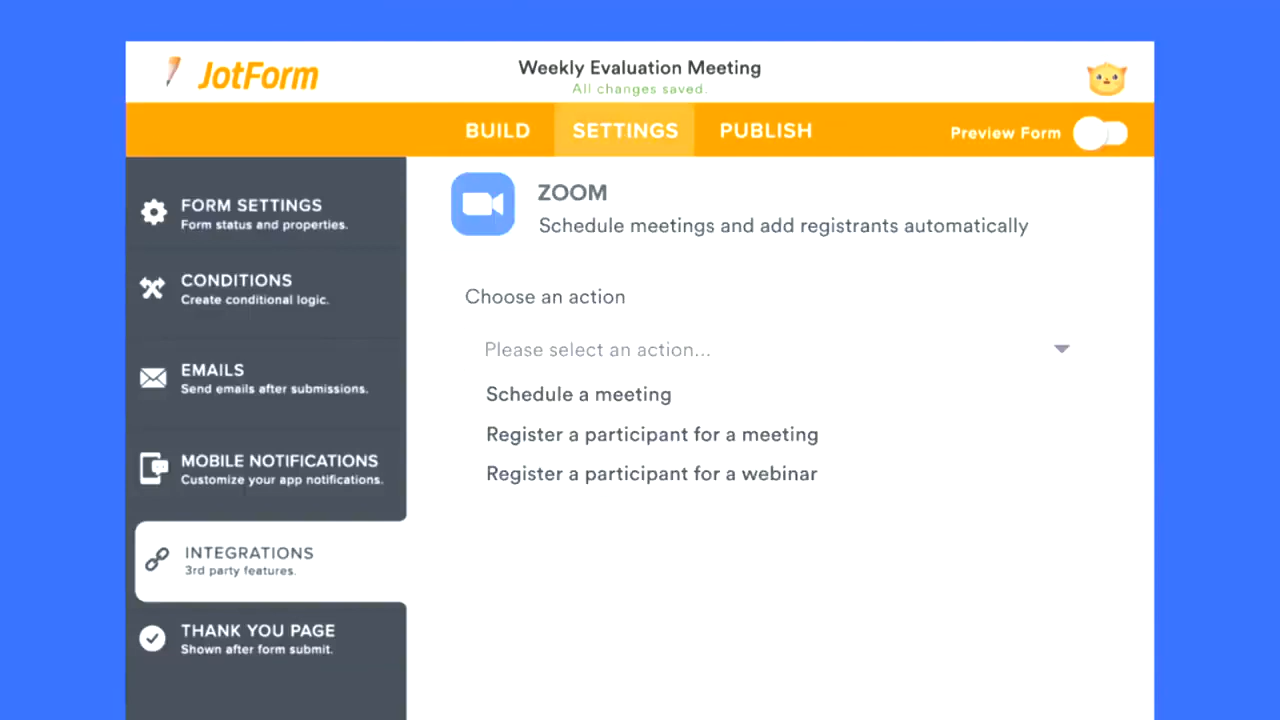 JotForm
Weekly Evaluation Meeting
All changes saved.
BUILD
SETTINGS
PUBLISH
Preview Form
FORM SETTINGS
Form status and properties.
CONDITIONS
Create conditional logic.
EMAILS
Send emails after submissions.
MOBILE NOTIFICATIONS
Customize your app notifications.
INTEGRATIONS
3rd party features.
THANK YOU PAGE
Shown after form submit.
ZOOM
Schedule meetings and add registrants automatically
Choose an action
Please select an action...
Schedule a meeting
Register a participant for a meeting
Register a participant for a webinar